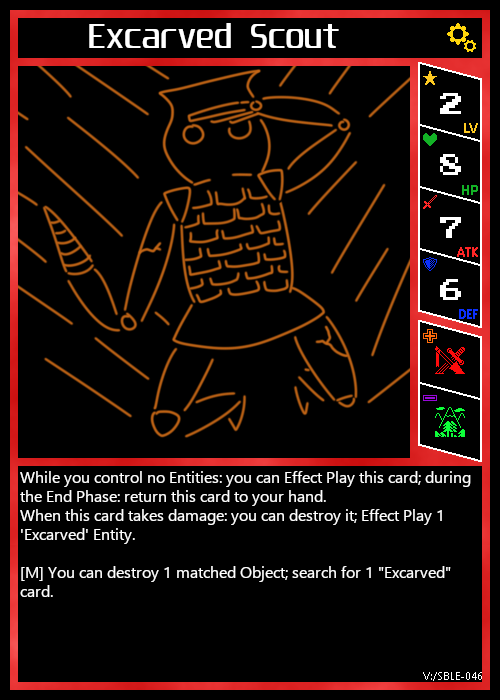 Excarved Scout
2
LV
8
HP
7
ATK
6
DEF
While you control no Entities: you can Effect Play this card; during
the End Phase: return this card to your hand.
When this card takes damage: you can destroy it; Effect Play 1
'Excarved' Entity.
[M] You can destroy 1 matched Object; search for 1 "Excarved"
card.
V:/SBLE-046